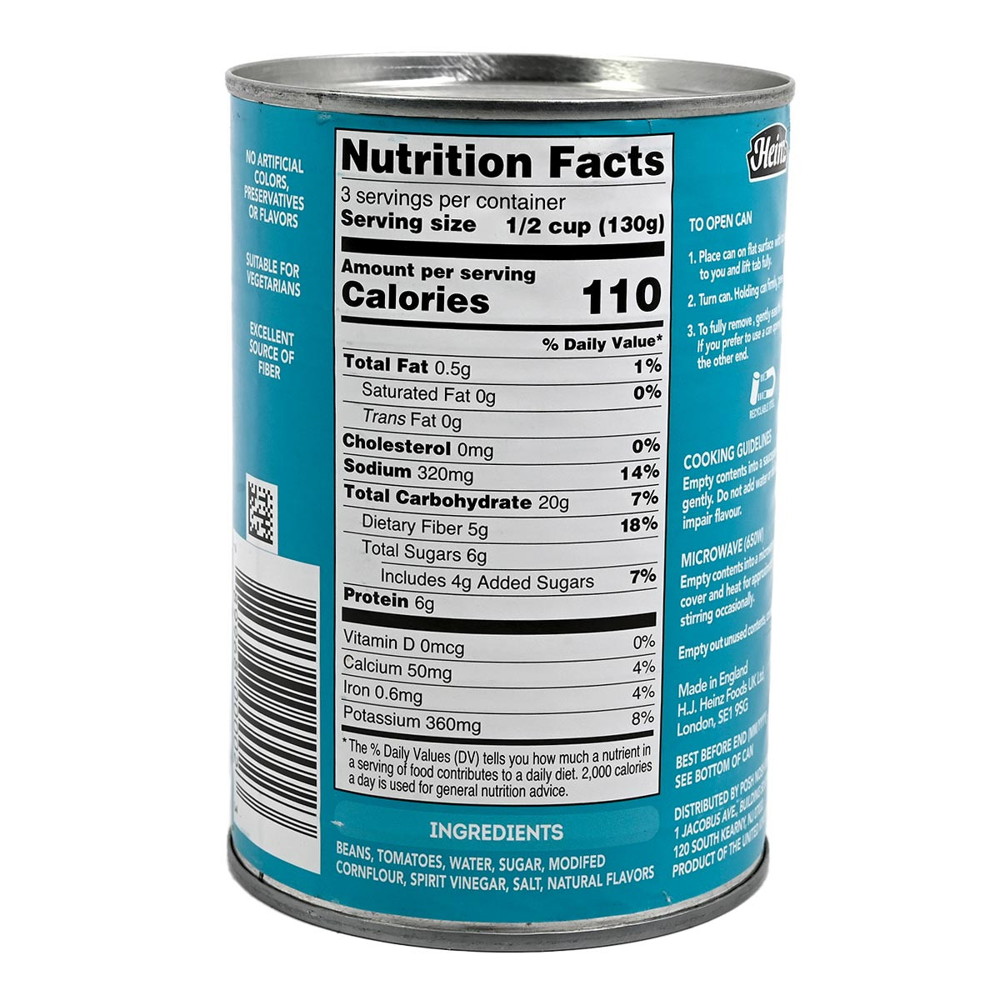 NO ARTIFICIAL
COLORS,
PRESERVATIVES
OR FLAVORS
SUITABLE FOR
VEGETARIANS
EXCELLENT
SOURCE OF
FIBER
Nutrition Facts
3 servings per container
Serving size 1/2 cup (130g)
Amount per serving
Calories 110
% Daily Value*
Total Fat 0.5g 1%
Saturated Fat 0g 0%
Trans Fat 0g
Cholesterol 0mg 0%
Sodium 320mg 14%
Total Carbohydrate 20g 7%
Dietary Fiber 5g 18%
Total Sugars 6g
Includes 4g Added Sugars 7%
Protein 6g
Vitamin D 0mcg 0%
Calcium 50mg 4%
Iron 0.6mg 4%
Potassium 360mg 8%
*The % Daily Values (DV) tells you how much a nutrient in
a serving of food contributes to a daily diet. 2,000 calories
a day is used for general nutrition advice.
INGREDIENTS
BEANS, TOMATOES, WATER, SUGAR, MODIFED
CORNFLOUR, SPIRIT VINEGAR, SALT, NATURAL FLAVORS
Heinz
TO OPEN CAN
1. Place can on flat surface with
to you and lift tab fully.
2. Turn can. Holding can firmly,
3. To fully remove, gently
If you prefer to use a can
the other end.
RECYCLABLE STEEL
COOKING GUIDELINES
Empty contents into a
gently. Do not add water or
impair flavour.
MICROWAVE (650W)
Empty contents into a
cover and heat for
stirring occasionally.
Empty out unused contents,
Made in England
H.J. Heinz Foods UK Ltd.
London, SE1 9SG
BEST BEFORE END
SEE BOTTOM OF CAN
DISTRIBUTED BY POSH
1 JACOBUS AVE., BUILDING
120 SOUTH KEARNY, NJ
PRODUCT OF THE UNITED